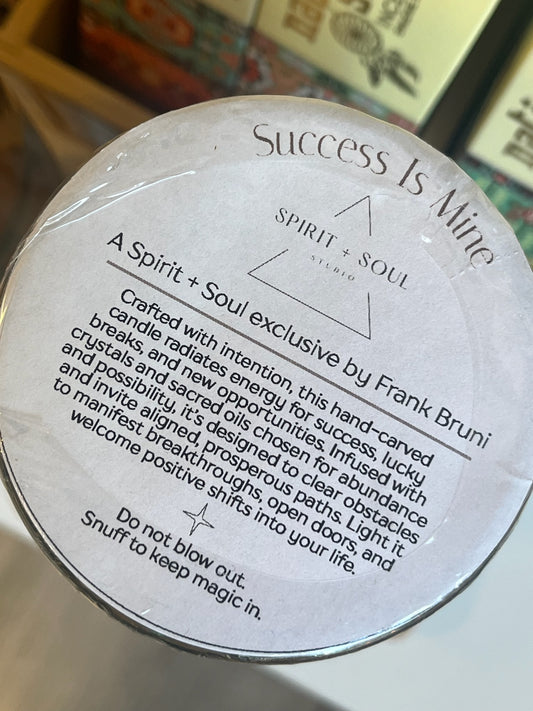 Success Is Mine
SPIRIT + SOUL
STUDIO
A Spirit + Soul exclusive by Frank Bruni
Crafted with intention, this hand-carved
candle radiates energy for success, lucky
breaks, and new opportunities. Infused with
crystals and sacred oils chosen for abundance
and possibility, it's designed to clear obstacles
and invite aligned, prosperous paths. Light it
to manifest breakthroughs, open doors, and
welcome positive shifts into your life.
Do not blow out.
Snuff to keep magic in.